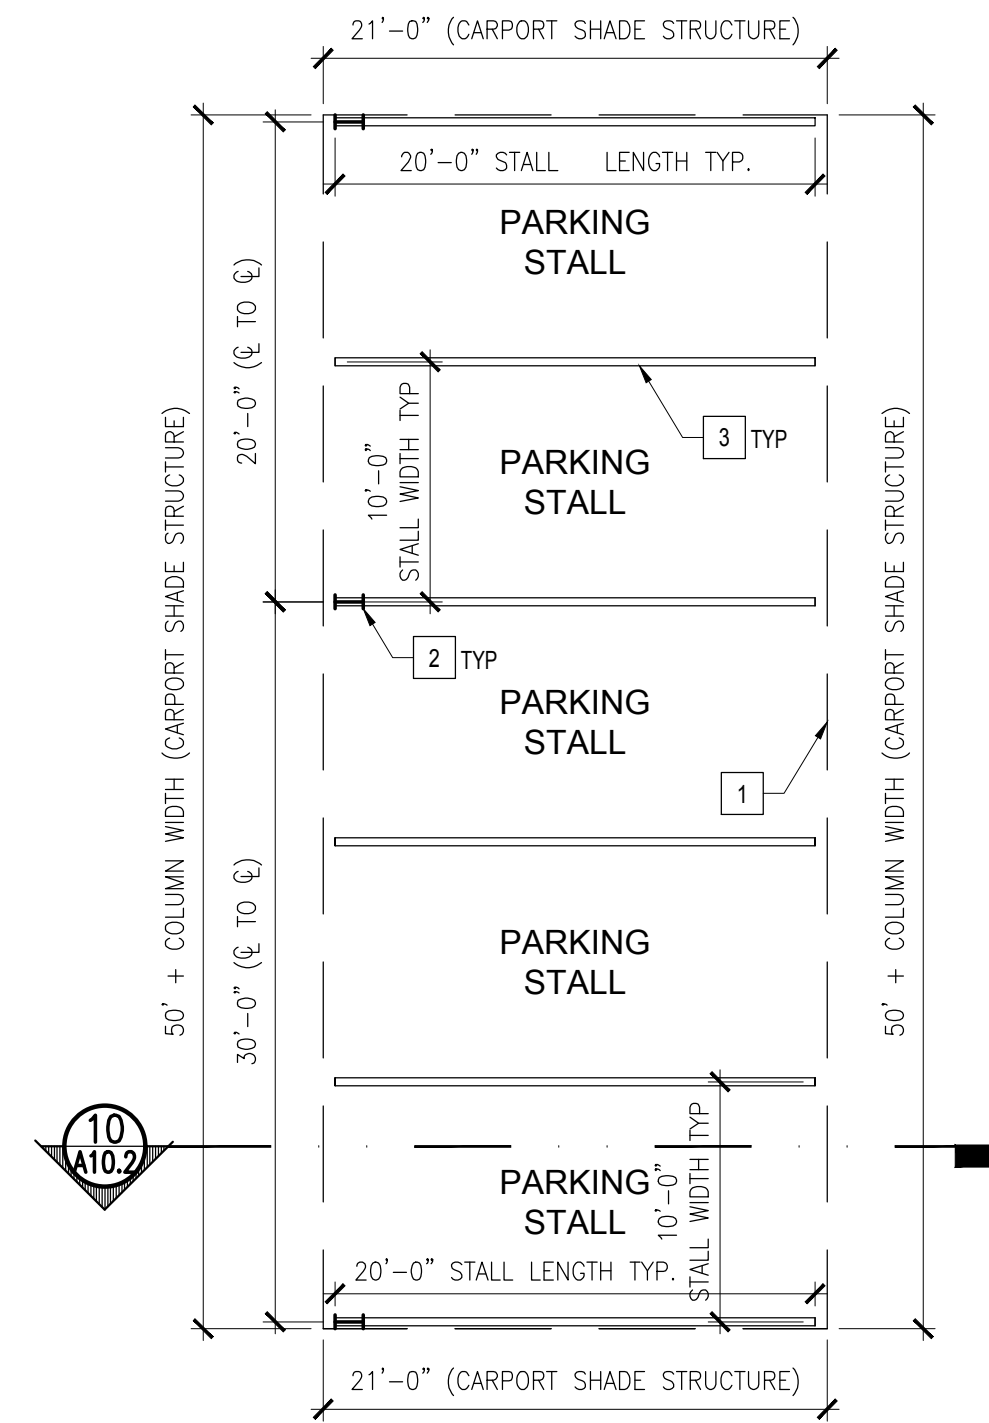 21'-0" (CARPORT SHADE STRUCTURE)
20'-0" STALL LENGTH TYP.
PARKING
STALL
20'-0" (℄ TO ℄)
10'-0"
STALL WIDTH TYP
3 TYP
PARKING
STALL
50' + COLUMN WIDTH (CARPORT SHADE STRUCTURE)
50' + COLUMN WIDTH (CARPORT SHADE STRUCTURE)
2 TYP
PARKING
STALL
1
30'-0" (℄ TO ℄)
PARKING
STALL
10
A10.2
PARKING
STALL
10'-0"
STALL WIDTH TYP
20'-0" STALL LENGTH TYP.
21'-0" (CARPORT SHADE STRUCTURE)